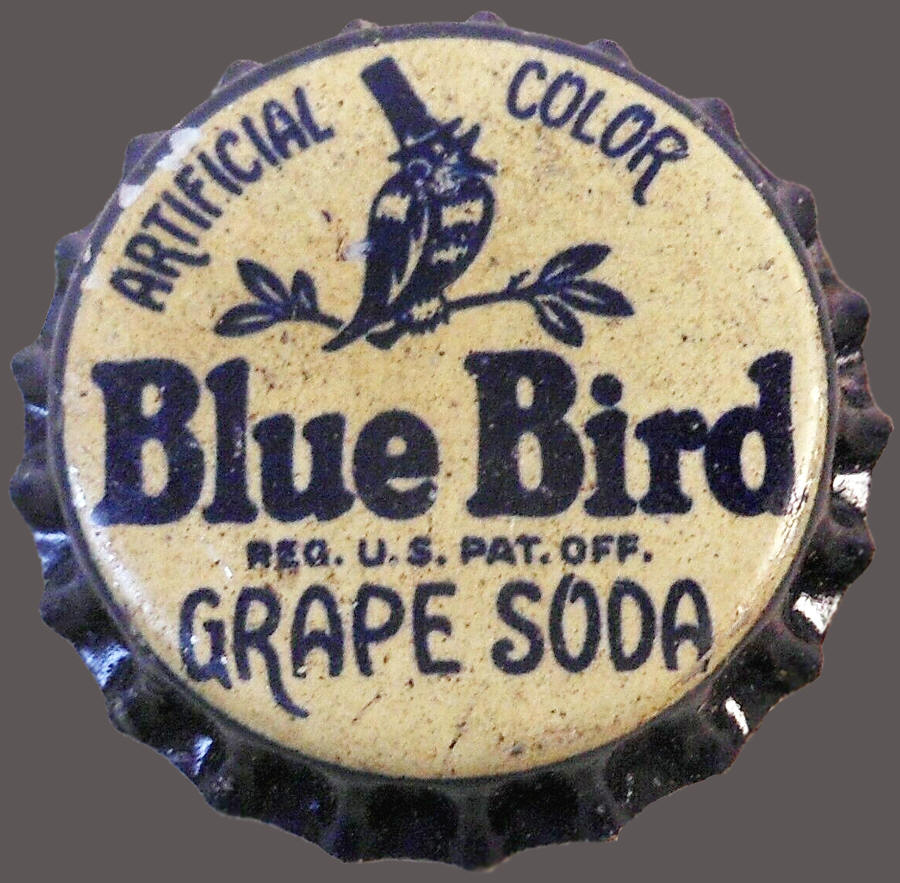 ARTIFICIAL COLOR
Blue Bird
REG. U.S. PAT. OFF.
GRAPE SODA